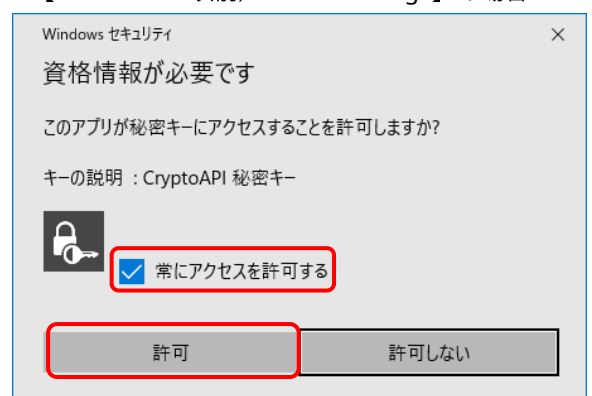 Windows セキュリティ
資格情報が必要です
このアプリが秘密キーにアクセスすることを許可しますか?
キーの説明 : CryptoAPI 秘密キー
常にアクセスを許可する
許可
許可しない